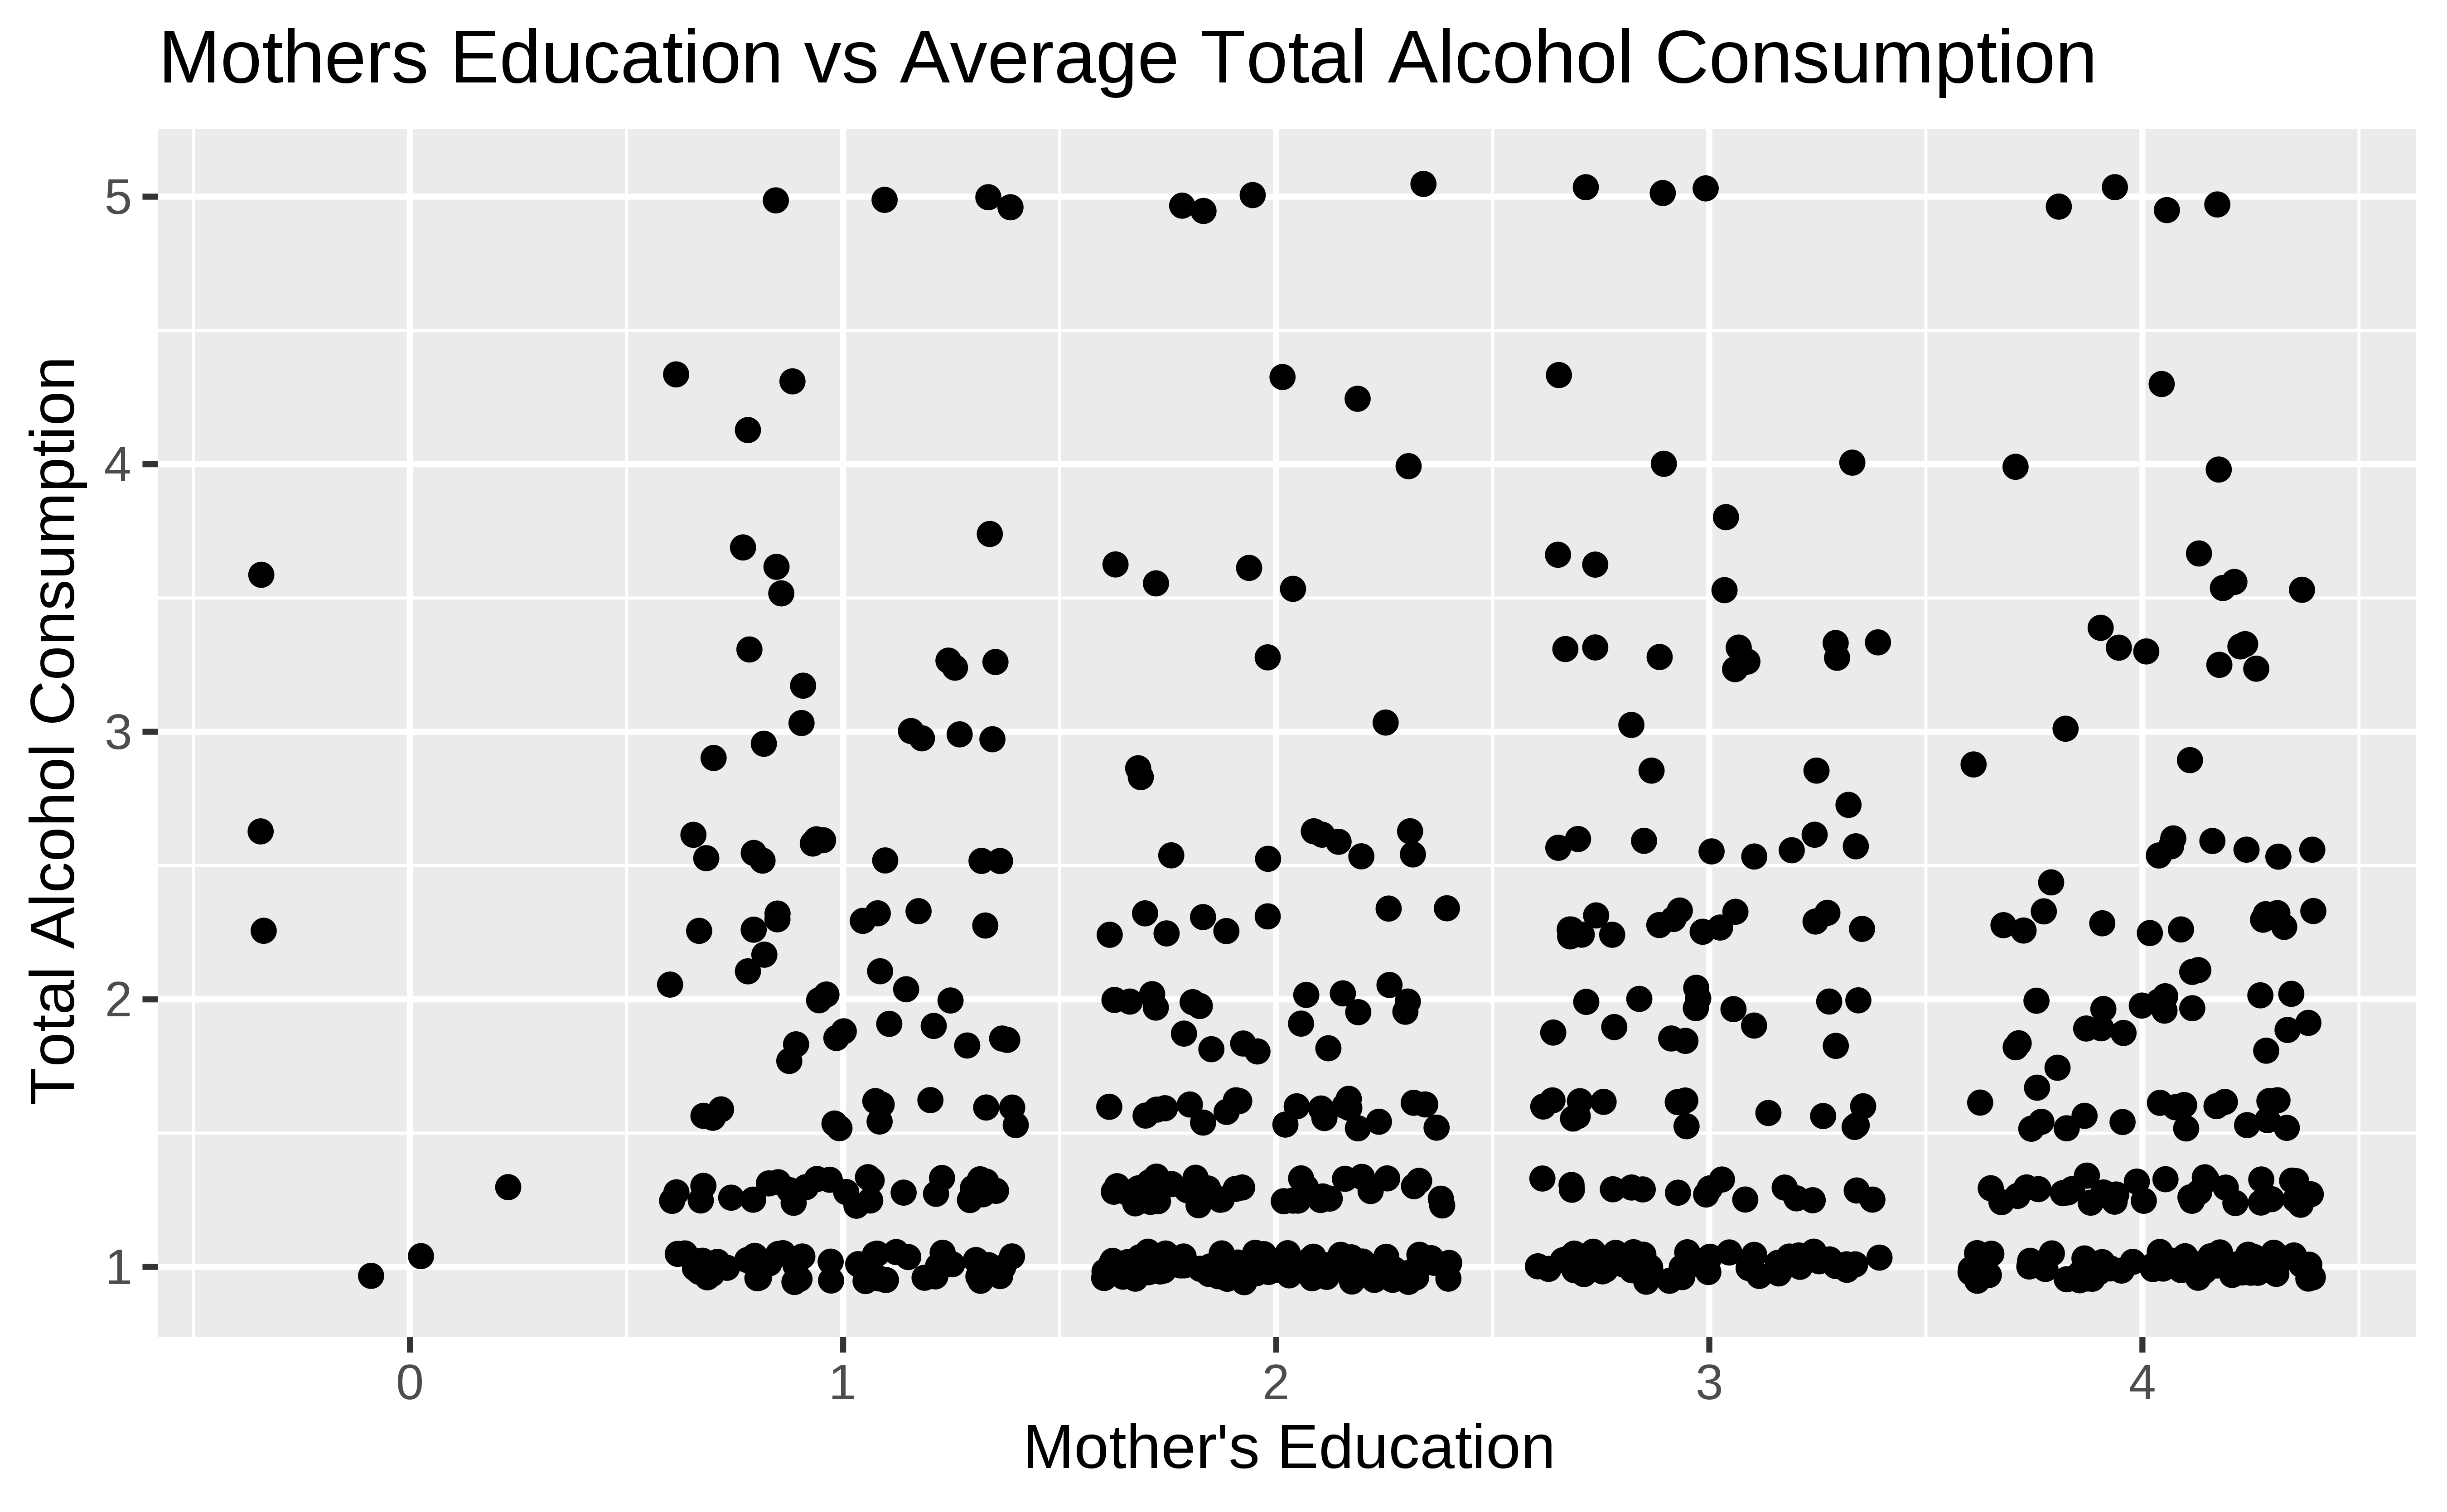 Mothers Education vs Average Total Alcohol Consumption
Total Alcohol Consumption
5
4
3
2
1
0 1 2 3 4
Mother's Education